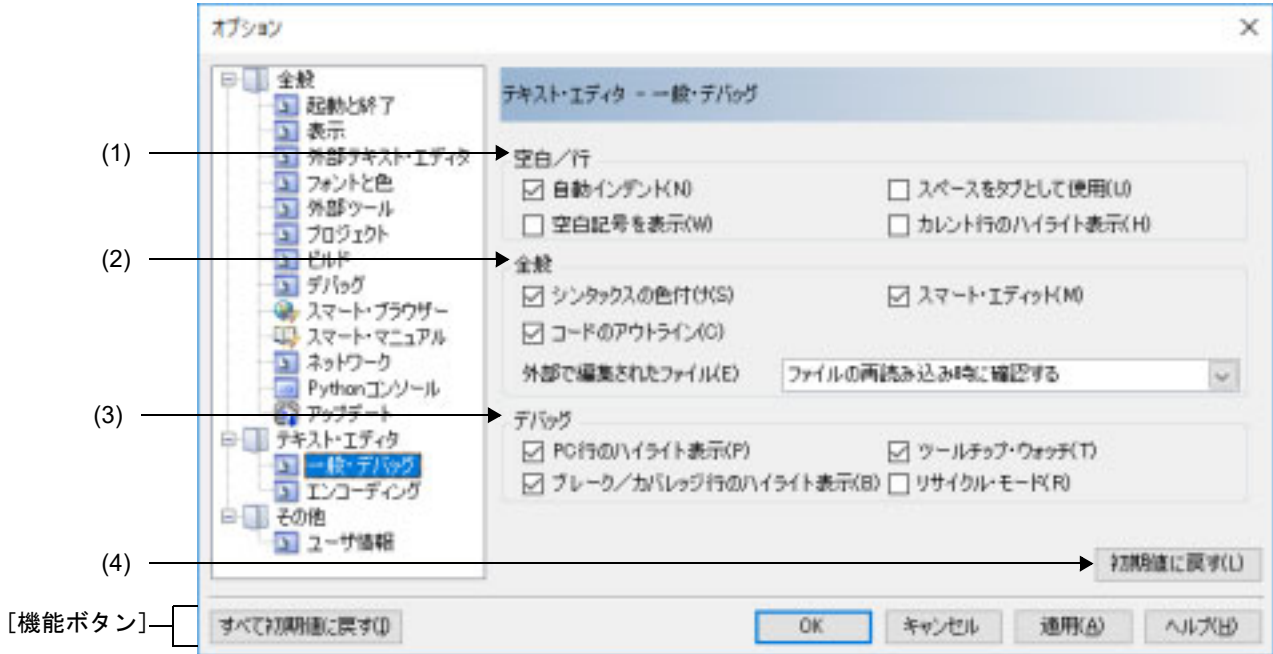 オプション
全般
起動と終了
表示
外部テキスト・エディタ
フォントと色
外部ツール
プロジェクト
ビルド
デバッグ
スマート・ブラウザー
スマート・マニュアル
ネットワーク
Pythonコンソール
アップデート
テキスト・エディタ
一般・デバッグ
エンコーディング
その他
ユーザ情報
テキスト・エディタ - 一般・デバッグ
(1)
空白／行
自動インデント(N)
スペースをタブとして使用(U)
空白記号を表示(W)
カレント行のハイライト表示(H)
(2)
全般
シンタックスの色付け(S)
スマート・エディット(M)
コードのアウトライン(C)
外部で編集されたファイル(E)
ファイルの再読み込み時に確認する
(3)
デバッグ
PC行のハイライト表示(P)
ツールチップ・ウォッチ(T)
ブレーク／カバレッジ行のハイライト表示(B)
リサイクル・モード(R)
(4)
初期値に戻す(L)
[機能ボタン]
すべて初期値に戻す(I)
OK
キャンセル
適用(A)
ヘルプ(H)